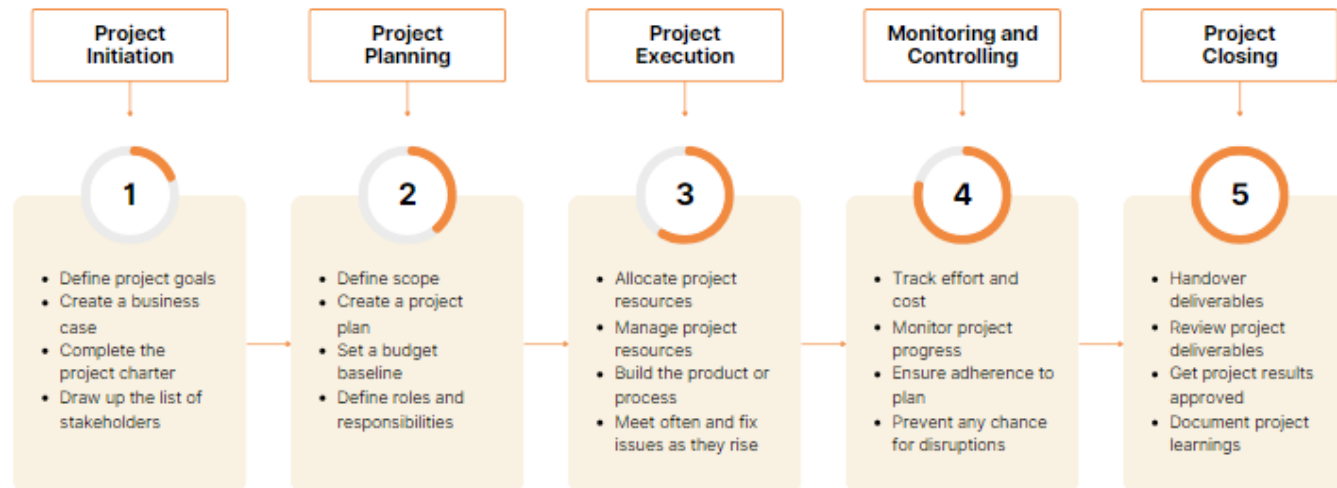 Project
Initiation
Project
Planning
Project
Execution
Monitoring and
Controlling
Project
Closing
1
• Define project goals
• Create a business
case
• Complete the
project charter
• Draw up the list of
stakeholders
2
• Define scope
• Create a project
plan
• Set a budget
baseline
• Define roles and
responsibilities
3
• Allocate project
resources
• Manage project
resources
• Build the product or
process
• Meet often and fix
issues as they rise
4
• Track effort and
cost
• Monitor project
progress
• Ensure adherence to
plan
• Prevent any chance
for disruptions
5
• Handover
deliverables
• Review project
deliverables
• Get project results
approved
• Document project
learnings